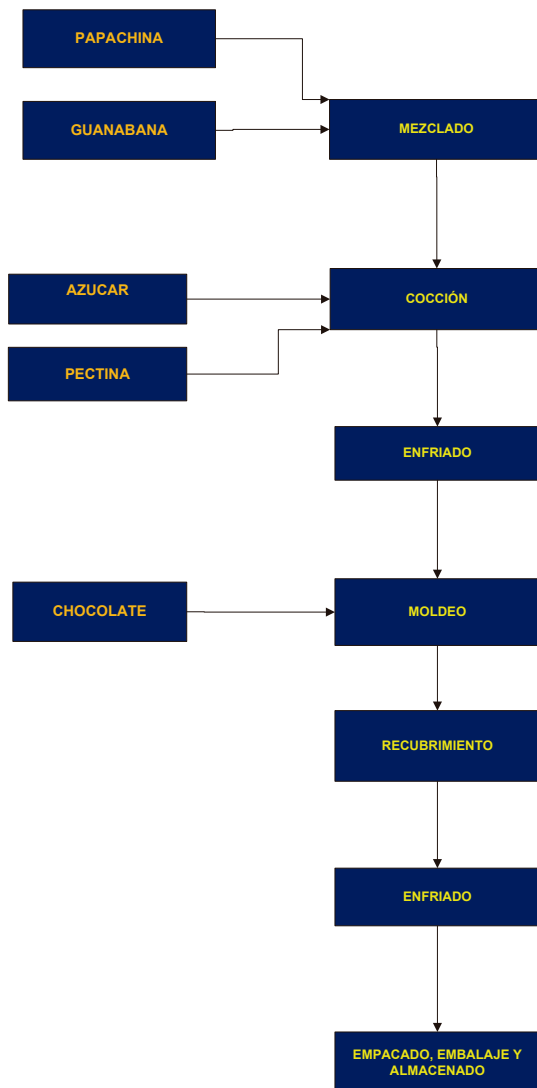 PAPACHINA
GUANABANA
MEZCLADO
AZUCAR
COCCIÓN
PECTINA
ENFRIADO
CHOCOLATE
MOLDEO
RECUBRIMIENTO
ENFRIADO
EMPACADO, EMBALAJE Y
ALMACENADO